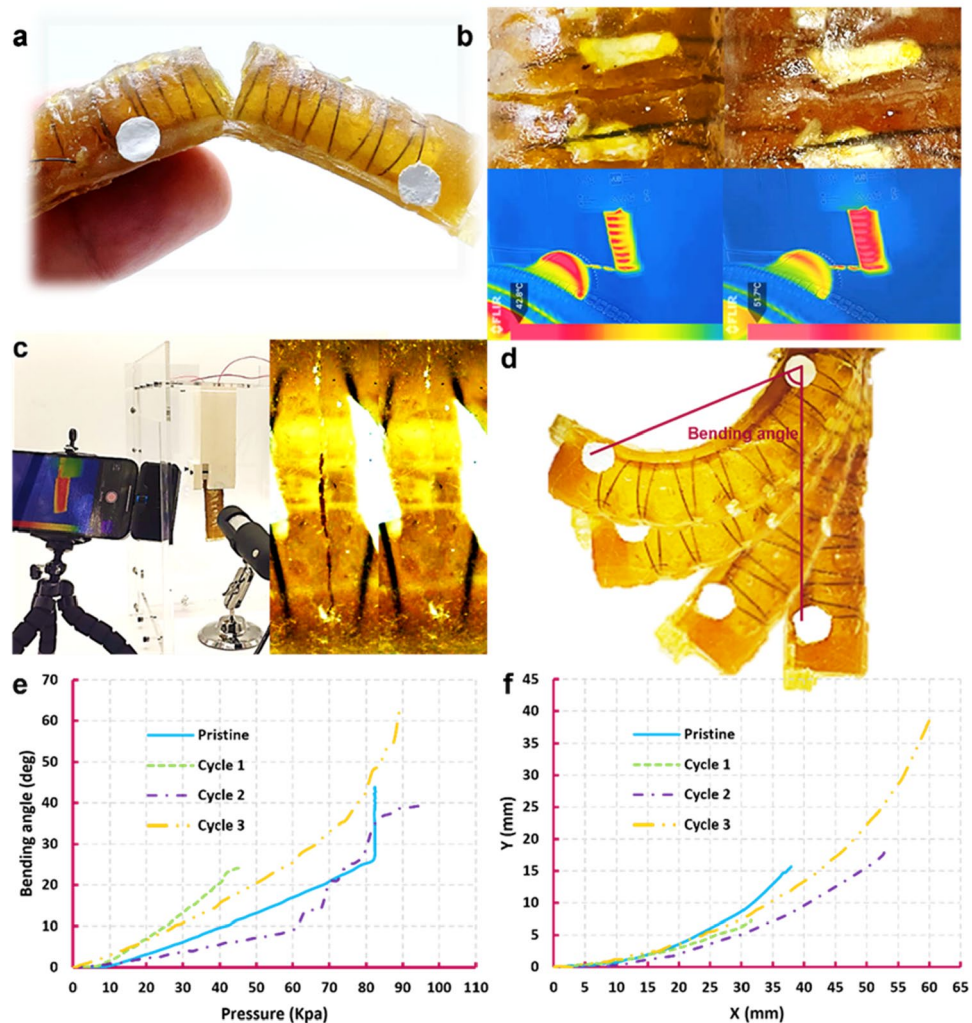 a
b
42.8°C
FLIR
51.7°C
FLIR
c
d
Bending angle
e
Bending angle (deg)
70
60
50
40
30
20
10
0
Pristine
Cycle 1
Cycle 2
Cycle 3
0 10 20 30 40 50 60 70 80 90 100 110
Pressure (Kpa)
f
Y (mm)
45
40
35
30
25
20
15
10
5
0
Pristine
Cycle 1
Cycle 2
Cycle 3
0 5 10 15 20 25 30 35 40 45 50 55 60 65
X (mm)